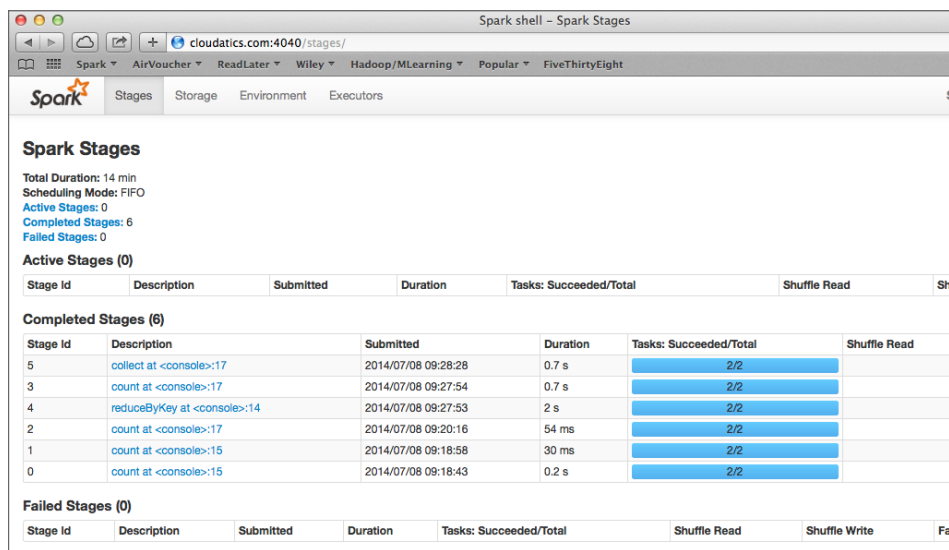 Spark shell – Spark Stages
cloudatics.com:4040/stages/
Spark AirVoucher ReadLater Wiley Hadoop/MLearning Popular FiveThirtyEight
Spark Stages Storage Environment Executors
Spark Stages
Total Duration: 14 min
Scheduling Mode: FIFO
Active Stages: 0
Completed Stages: 6
Failed Stages: 0
Active Stages (0)
Stage Id Description Submitted Duration Tasks: Succeeded/Total Shuffle Read Sh
Completed Stages (6)
Stage Id Description Submitted Duration Tasks: Succeeded/Total Shuffle Read
5 collect at <console>:17 2014/07/08 09:28:28 0.7 s 2/2
3 count at <console>:17 2014/07/08 09:27:54 0.7 s 2/2
4 reduceByKey at <console>:14 2014/07/08 09:27:53 2 s 2/2
2 count at <console>:17 2014/07/08 09:20:16 54 ms 2/2
1 count at <console>:15 2014/07/08 09:18:58 30 ms 2/2
0 count at <console>:15 2014/07/08 09:18:43 0.2 s 2/2
Failed Stages (0)
Stage Id Description Submitted Duration Tasks: Succeeded/Total Shuffle Read Shuffle Write Fa